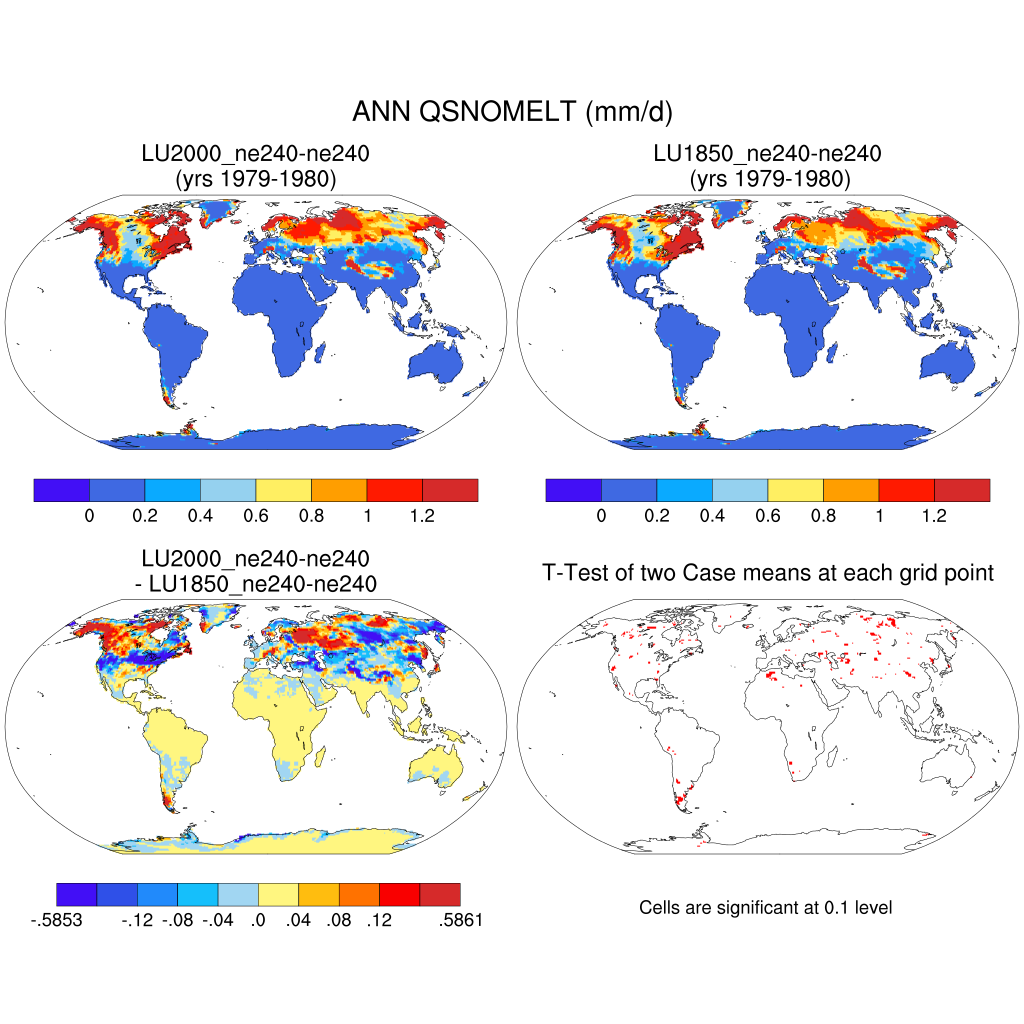 ANN QSNOMELT (mm/d)
LU2000_ne240-ne240
(yrs 1979-1980)
LU1850_ne240-ne240
(yrs 1979-1980)
0 0.2 0.4 0.6 0.8 1 1.2
0 0.2 0.4 0.6 0.8 1 1.2
LU2000_ne240-ne240
- LU1850_ne240-ne240
T-Test of two Case means at each grid point
-.5853 -.12 -.08 -.04 .0 .04 .08 .12 .5861
Cells are significant at 0.1 level